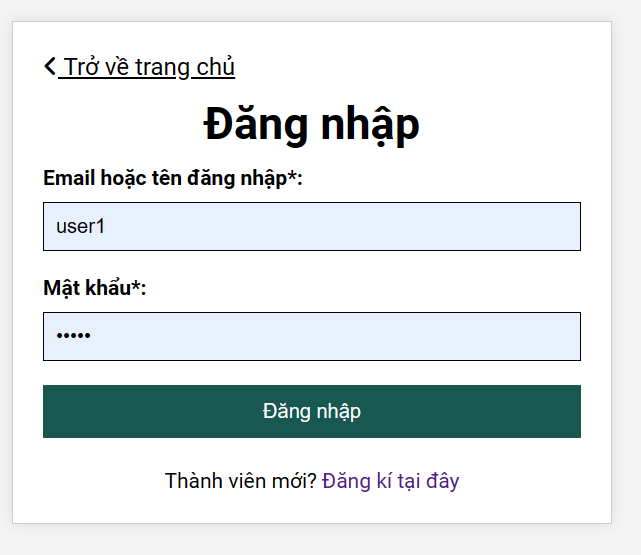 Trở về trang chủ
Đăng nhập
Email hoặc tên đăng nhập*:
user1
Mật khẩu*:
•••••
Đăng nhập
Thành viên mới? Đăng kí tại đây